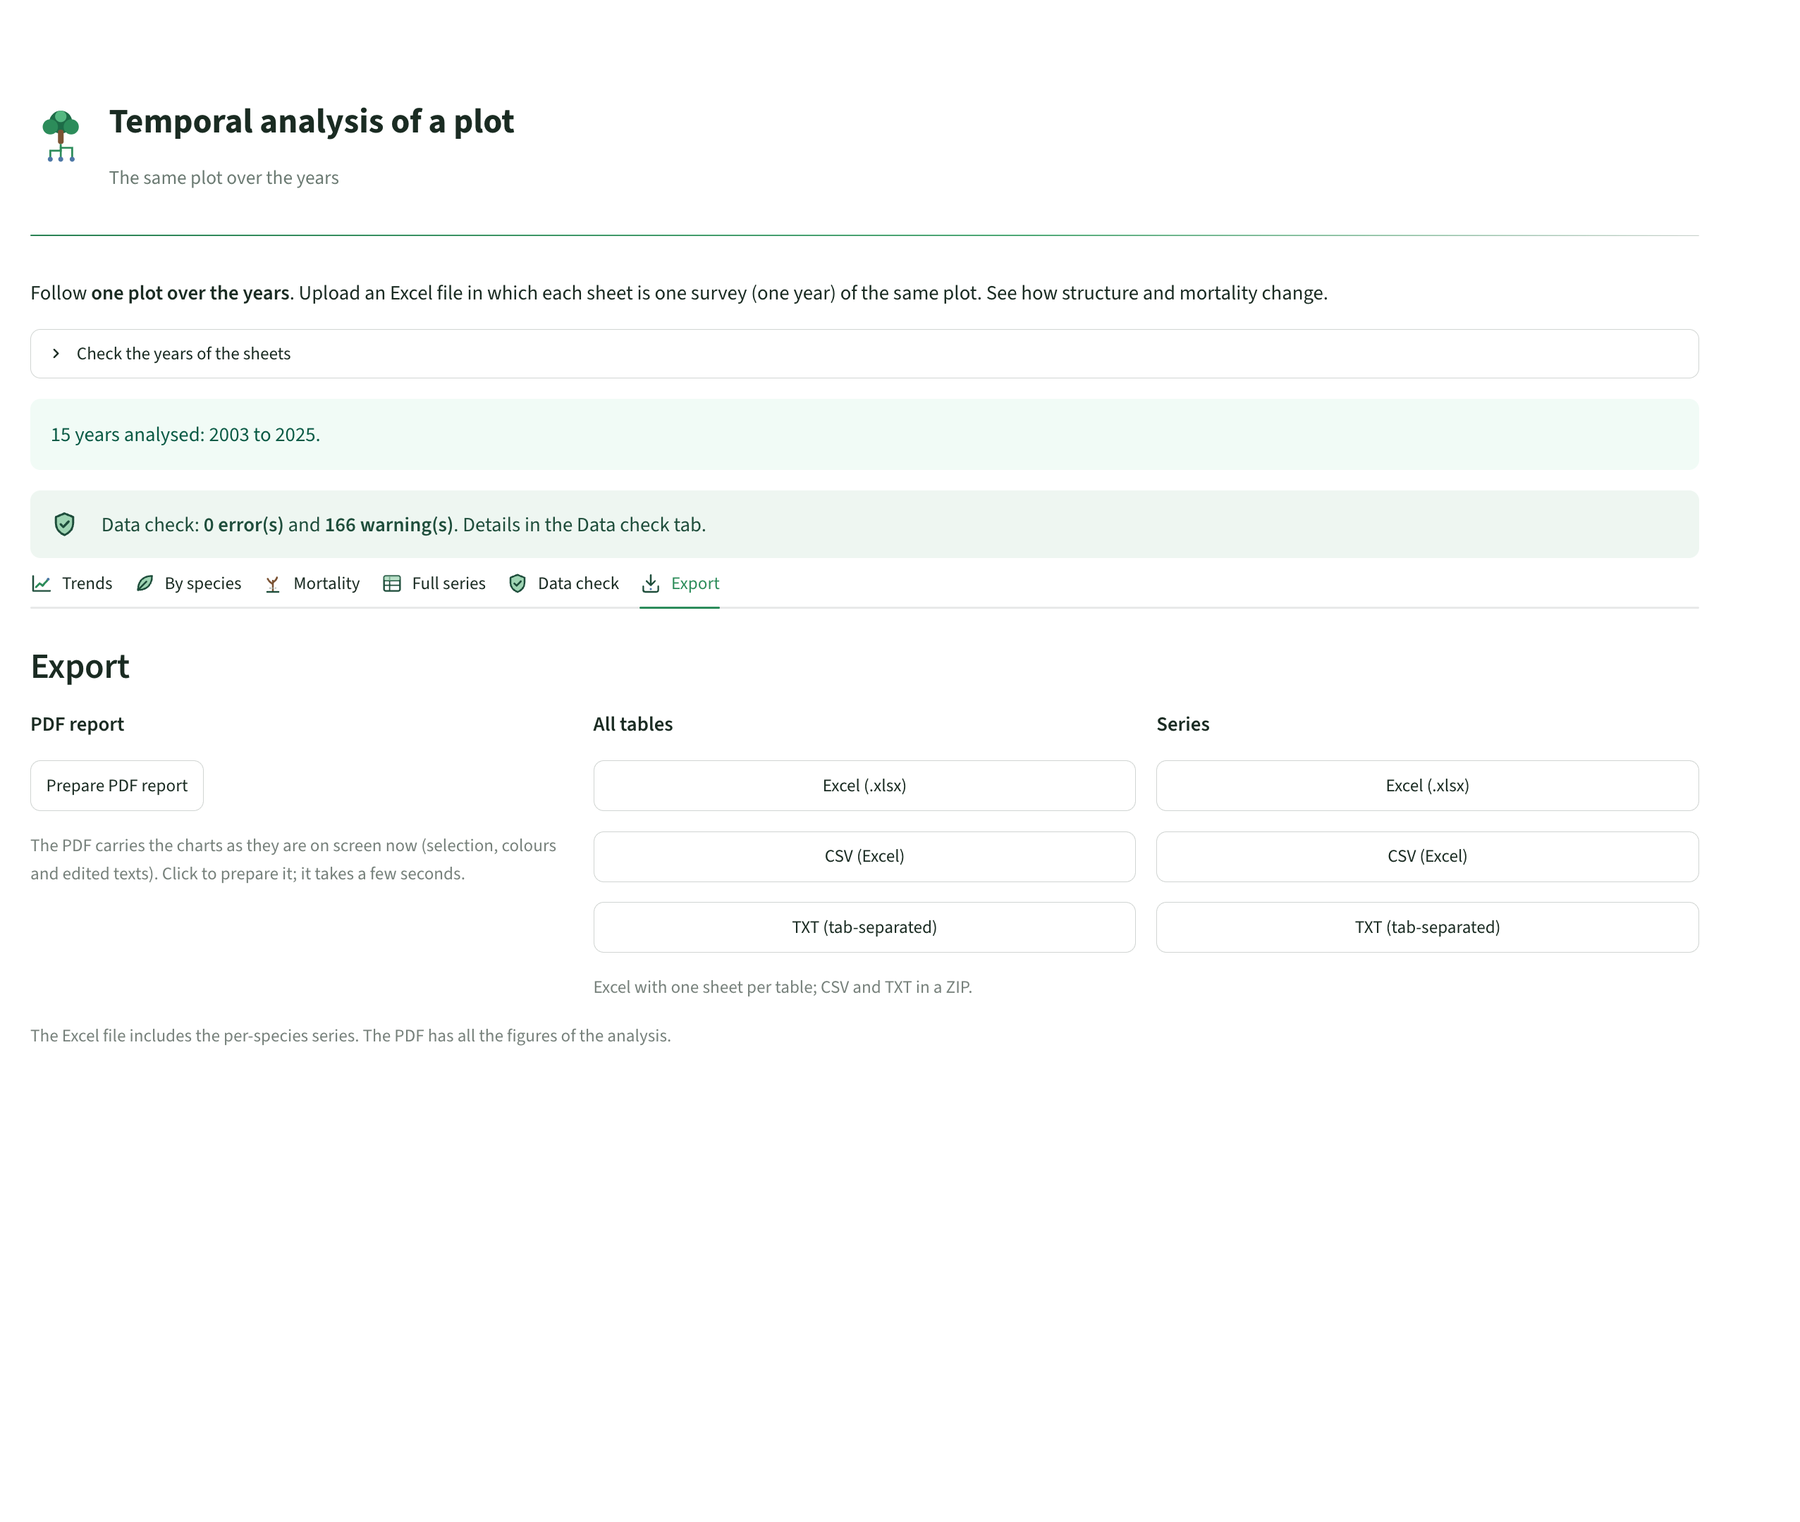 Temporal analysis of a plot
The same plot over the years
Follow one plot over the years. Upload an Excel file in which each sheet is one survey (one year) of the same plot. See how structure and mortality change.
Check the years of the sheets
15 years analysed: 2003 to 2025.
Data check: 0 error(s) and 166 warning(s). Details in the Data check tab.
Trends By species Mortality Full series Data check Export
Export
PDF report
Prepare PDF report
The PDF carries the charts as they are on screen now (selection, colours
and edited texts). Click to prepare it; it takes a few seconds.
All tables
Excel (.xlsx)
CSV (Excel)
TXT (tab-separated)
Excel with one sheet per table; CSV and TXT in a ZIP.
Series
Excel (.xlsx)
CSV (Excel)
TXT (tab-separated)
The Excel file includes the per-species series. The PDF has all the figures of the analysis.